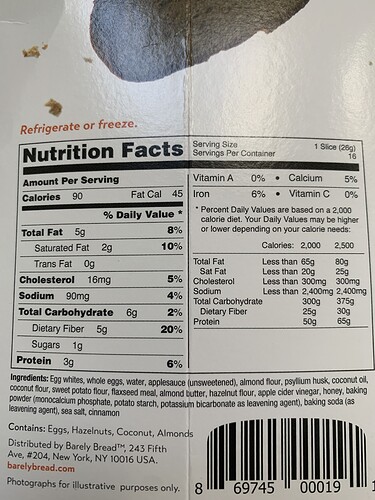 Refrigerate or freeze.
Nutrition Facts
Serving Size 1 Slice (26g)
Servings Per Container 16
Amount Per Serving
Calories 90 Fat Cal 45
% Daily Value *
Total Fat 5g 8%
Saturated Fat 2g 10%
Trans Fat 0g
Cholesterol 16mg 5%
Sodium 90mg 4%
Total Carbohydrate 6g 2%
Dietary Fiber 5g 20%
Sugars 1g
Protein 3g 6%
Vitamin A 0% • Calcium 5%
Iron 6% • Vitamin C 0%
* Percent Daily Values are based on a 2,000
calorie diet. Your Daily Values may be higher
or lower depending on your calorie needs:
Calories: 2,000 2,500
Total Fat Less than 65g 80g
Sat Fat Less than 20g 25g
Cholesterol Less than 300mg 300mg
Sodium Less than 2,400mg 2,400mg
Total Carbohydrate 300g 375g
Dietary Fiber 25g 30g
Protein 50g 65g
Ingredients: Egg whites, whole eggs, water, applesauce (unsweetened), almond flour, psyllium husk, coconut oil,
coconut flour, sweet potato flour, flaxseed meal, almond butter, hazelnut flour, apple cider vinegar, honey, baking
powder (monocalcium phosphate, potato starch, potassium bicarbonate as leavening agent), baking soda (as
leavening agent), sea salt, cinnamon
Contains: Eggs, Hazelnuts, Coconut, Almonds
Distributed by Barely Bread™, 243 Fifth
Ave, #204, New York, NY 10016 USA.
barelybread.com
Photographs for illustrative purposes only.
8 69745 00019 1